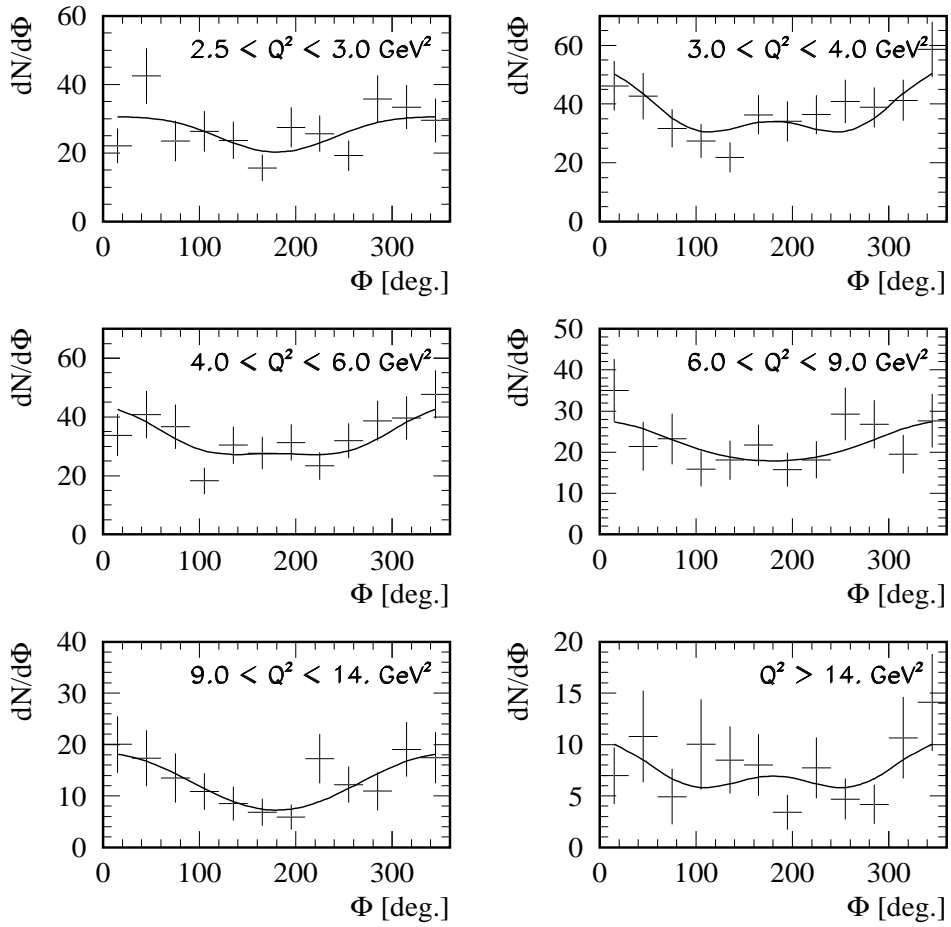 dN/dΦ
60
40
20
0
2.5 < Q² < 3.0 GeV²
0 100 200 300
Φ [deg.]
dN/dΦ
60
40
20
0
3.0 < Q² < 4.0 GeV²
0 100 200 300
Φ [deg.]
dN/dΦ
60
40
20
0
4.0 < Q² < 6.0 GeV²
0 100 200 300
Φ [deg.]
dN/dΦ
50
40
30
20
10
0
6.0 < Q² < 9.0 GeV²
0 100 200 300
Φ [deg.]
dN/dΦ
40
30
20
10
0
9.0 < Q² < 14. GeV²
0 100 200 300
Φ [deg.]
dN/dΦ
20
15
10
5
0
Q² > 14. GeV²
0 100 200 300
Φ [deg.]